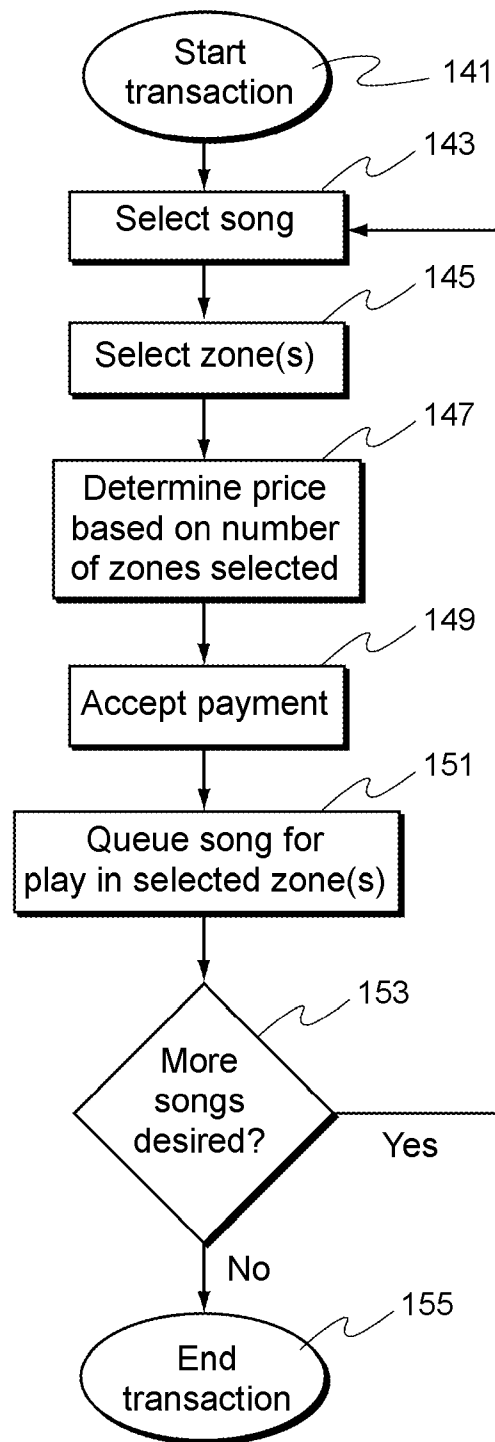 Start
transaction
141
143
Select song
145
Select zone(s)
147
Determine price
based on number
of zones selected
149
Accept payment
151
Queue song for
play in selected zone(s)
153
More
songs
desired?
Yes
No
155
End
transaction